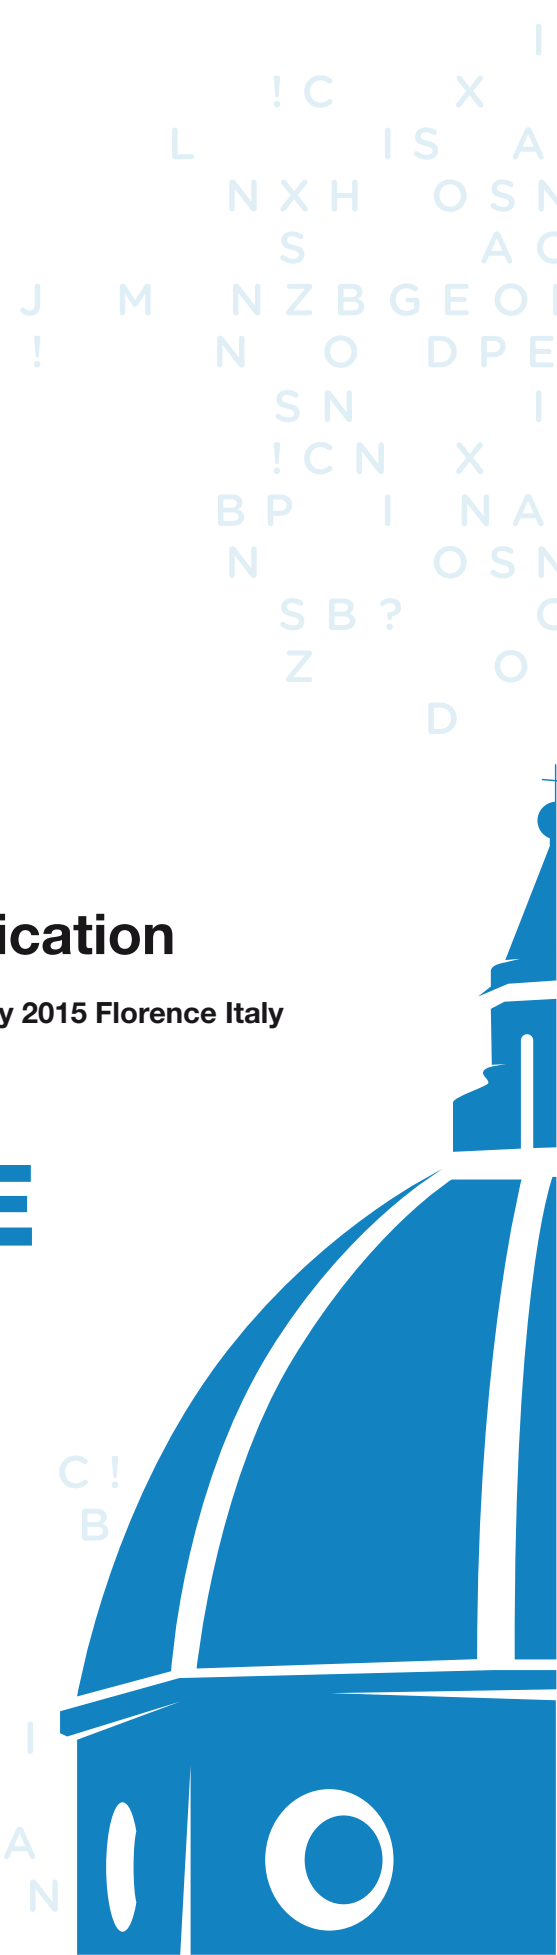 I
! C X
L I S A
N X H O S N
S A
J M N Z B G E O
! N O D P E
S N I
! C N X
B P I N A
N O S N
S B ?
Z O
D
ication
y 2015 Florence Italy
E
C !
B
I
A
N